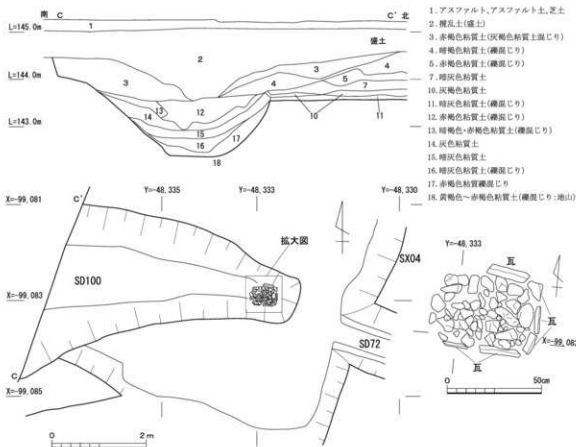 南 C
C' 北
L=145.0m
1
2
盛土
L=144.0m
3
3
4
4
5
7
14
13
12
L=143.0m
15
16
17
18
10
11
1. アスファルト,アスファルト土,芝土
2. 攪乱土(盛土)
3. 赤褐色粘質土(灰褐色粘質土混じり)
4. 暗褐色粘質土(礫混じり)
5. 赤褐色粘質土(礫混じり)
7. 暗灰色粘質土
10. 灰褐色粘質土
11. 暗灰色粘質土(礫混じり)
12. 赤褐色粘質土(礫混じり)
13. 暗褐色・赤褐色粘質土(礫混じり)
14. 灰色粘質土
15. 暗灰色粘質土
16. 暗灰色粘質土(礫混じり)
17. 赤褐色粘質礫混じり
18. 黄褐色~赤褐色粘質土(礫混じり:地山)
X=-99,081
C'
Y=-48,335
Y=-48,333
Y=-48,330
拡大図
SX04
SD100
X=-99,083
SD72
C
X=-99,085
0 2m
Y=-48,333
瓦
瓦
瓦
0 50cm